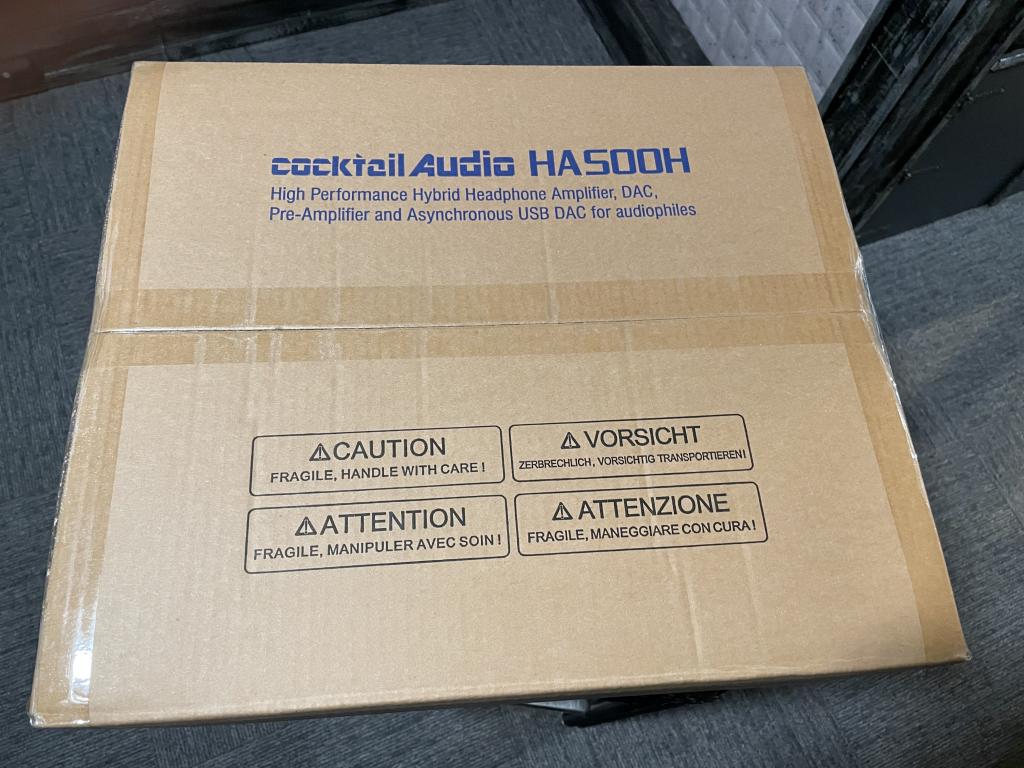 cocktail Audio HA500H
High Performance Hybrid Headphone Amplifier, DAC,
Pre-Amplifier and Asynchronous USB DAC for audiophiles
⚠CAUTION
FRAGILE, HANDLE WITH CARE !
⚠VORSICHT
ZERBRECHLICH, VORSICHTIG TRANSPORTIEREN!
⚠ATTENTION
FRAGILE, MANIPULER AVEC SOIN !
⚠ATTENZIONE
FRAGILE, MANEGGIARE CON CURA !